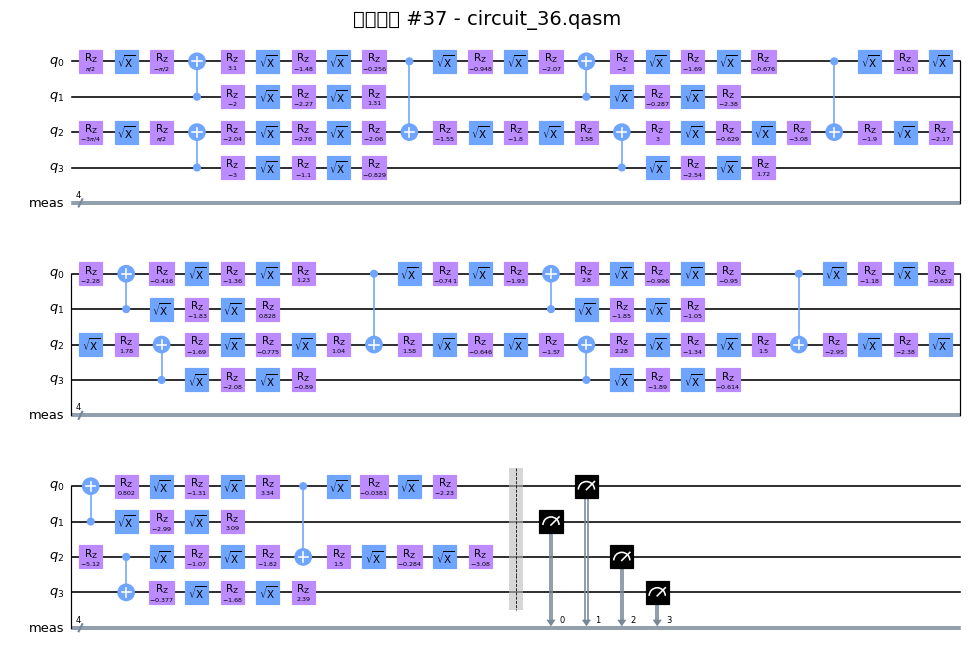 #37 - circuit_36.qasm
q0 RZ √X RZ RZ √X RZ √X RZ √X RZ √X RZ RZ √X RZ √X RZ √X RZ √X
π/2 −π/2 3.1 −1.48 −0.256 −0.948 −2.07 −3 −1.69 −0.676 −1.01
q1 RZ √X RZ √X RZ √X RZ √X RZ
−2 −2.27 1.31 −0.287 −2.38
q2 RZ √X RZ RZ √X RZ √X RZ RZ √X RZ √X RZ RZ √X RZ √X RZ RZ √X RZ
−3π/4 π/2 −2.04 −2.76 −2.06 −1.55 −1.8 1.58 3 −0.629 −3.08 −1.9 −2.17
q3 RZ √X RZ √X RZ √X RZ √X RZ
−3 −1.1 −0.829 −2.54 1.72
meas 4
q0 RZ RZ √X RZ √X RZ √X RZ √X RZ RZ √X RZ √X RZ √X RZ √X RZ
−2.28 −0.416 −1.36 1.23 −0.741 −1.93 2.8 −0.996 −0.95 −1.18 −0.632
q1 √X RZ √X RZ √X RZ √X RZ
−1.83 0.828 −1.85 −1.05
q2 √X RZ RZ √X RZ √X RZ RZ √X RZ √X RZ RZ √X RZ √X RZ RZ √X RZ √X
1.78 −1.69 −0.775 1.04 1.58 −0.646 −1.57 2.28 −1.34 1.5 −2.95 −2.38
q3 √X RZ √X RZ √X RZ √X RZ
−2.08 −0.89 −1.89 −0.614
meas 4
q0 RZ √X RZ √X RZ √X RZ √X RZ
0.802 −1.31 3.34 −0.0381 −2.23
q1 √X RZ √X RZ
−2.99 3.09
q2 RZ √X RZ √X RZ RZ √X RZ √X RZ
−5.12 −1.07 −1.82 1.5 −0.284 −3.08
q3 RZ √X RZ √X RZ
−0.377 −1.68 2.39
meas 4 0 1 2 3